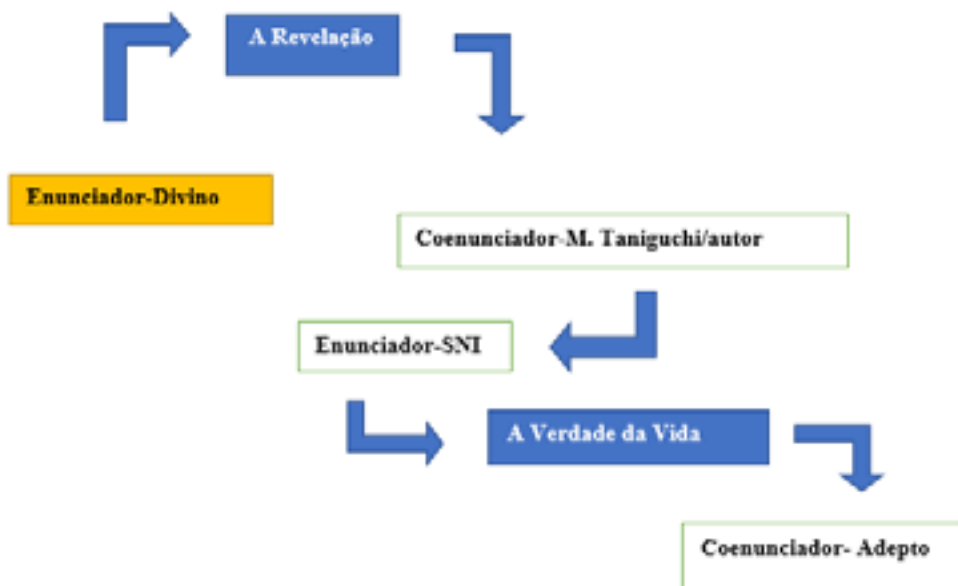 A Revelação
Enunciador-Divino
Coenunciador-M. Taniguchi/autor
Enunciador-SNI
A Verdade da Vida
Coenunciador- Adepto